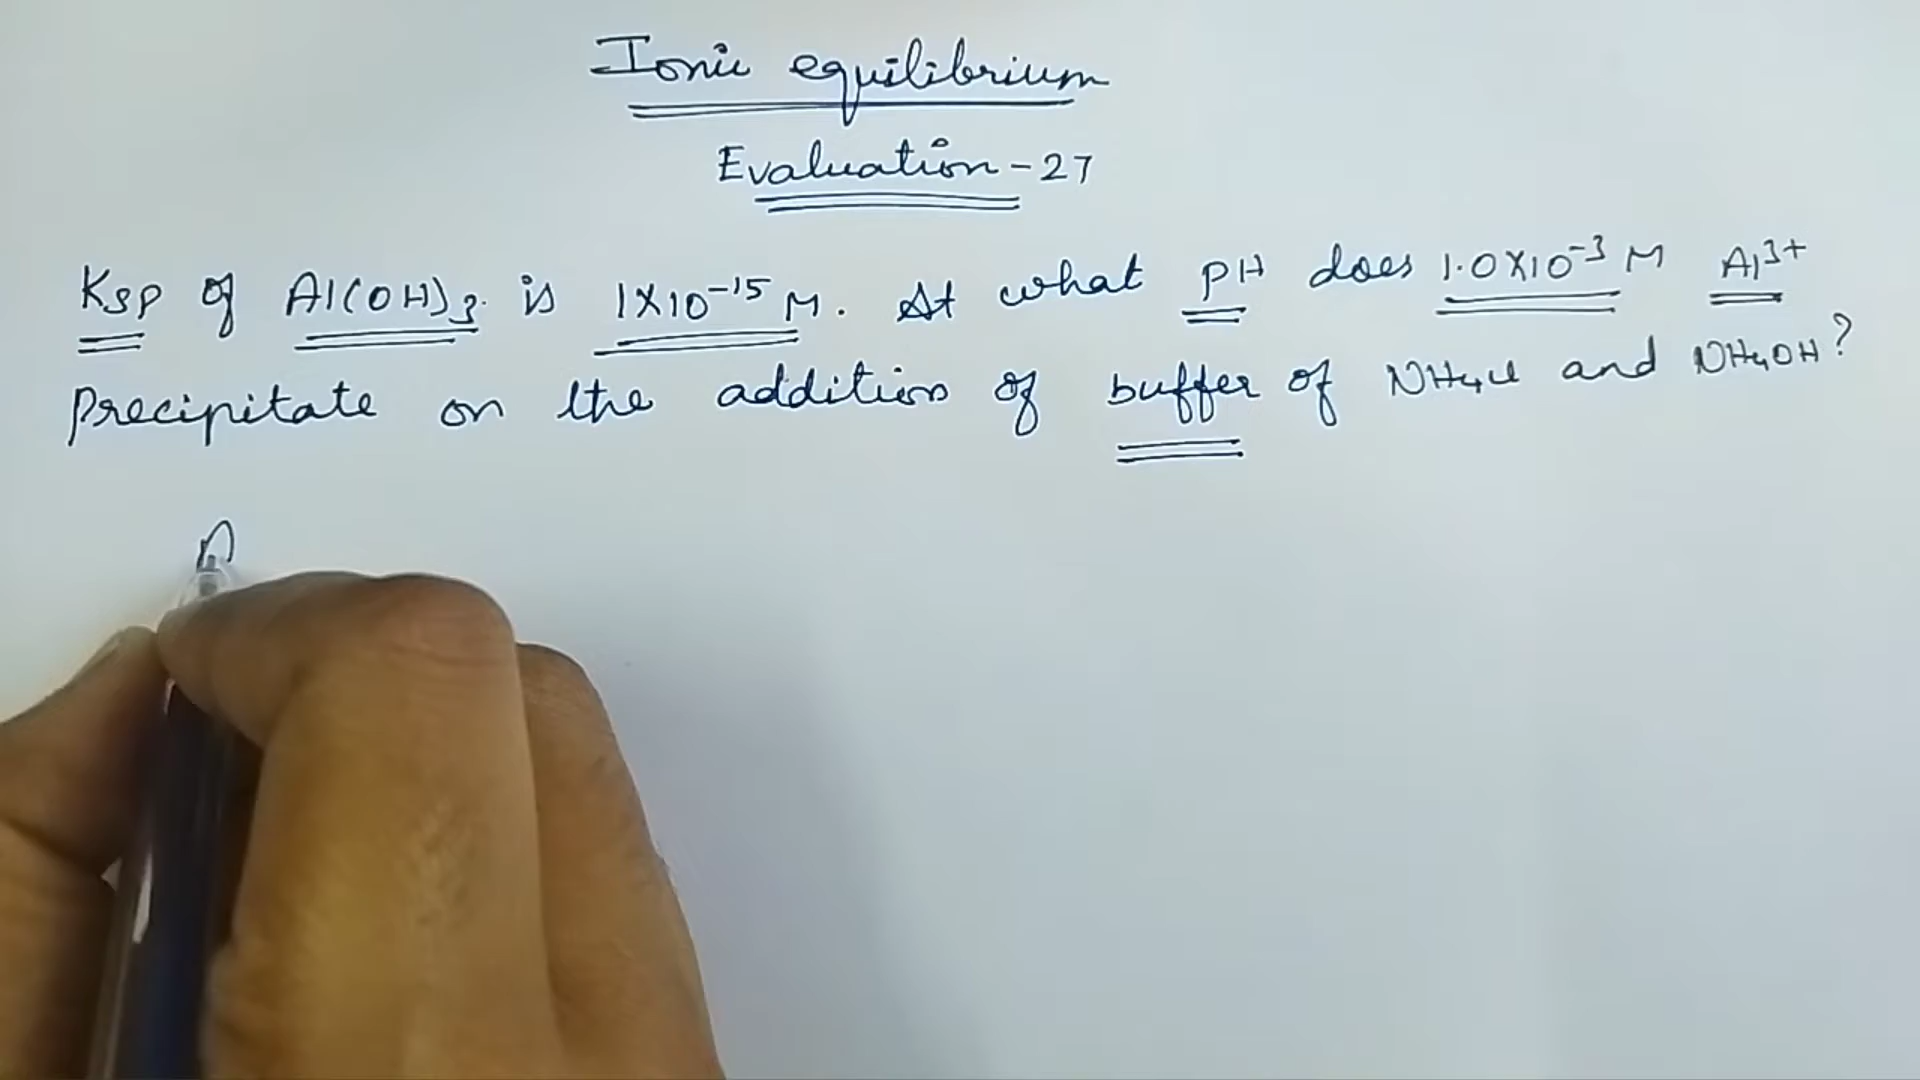 Ionic equilibrium
Evaluation - 27
Ksp of Al(OH)3 is 1X10⁻¹⁵ M. At what pH does 1.0X10⁻³ M Al³⁺
Precipitate on the addition of buffer of NH4Cl and NH4OH?